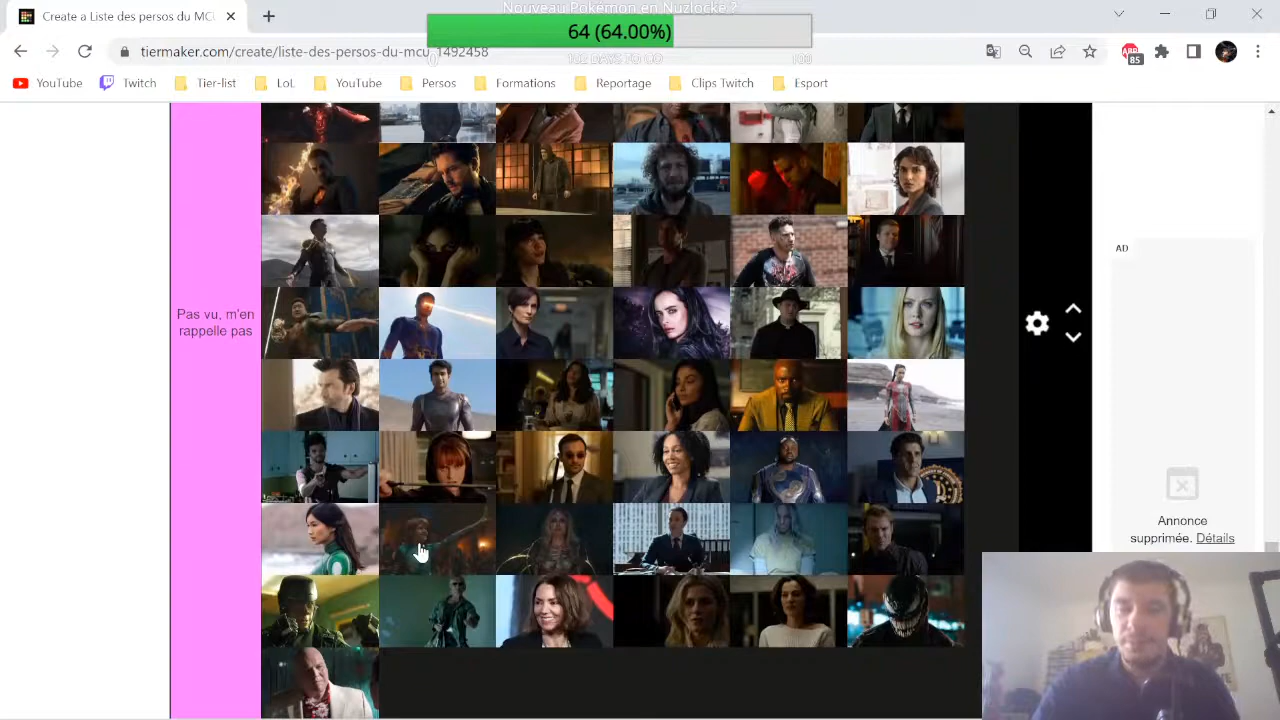 Create a Liste des persos du MC
Nouveau Pokémon en Nuzlocke ?
64 (64.00%)
tiermaker.com/create/liste-des-persos-du-mcu_1492458
85
YouTube
Twitch
Tier-list
LoL
YouTube
Persos
Formations
Reportage
Clips Twitch
Esport
Pas vu, m'en
rappelle pas
AD
Annonce
supprimée. Détails